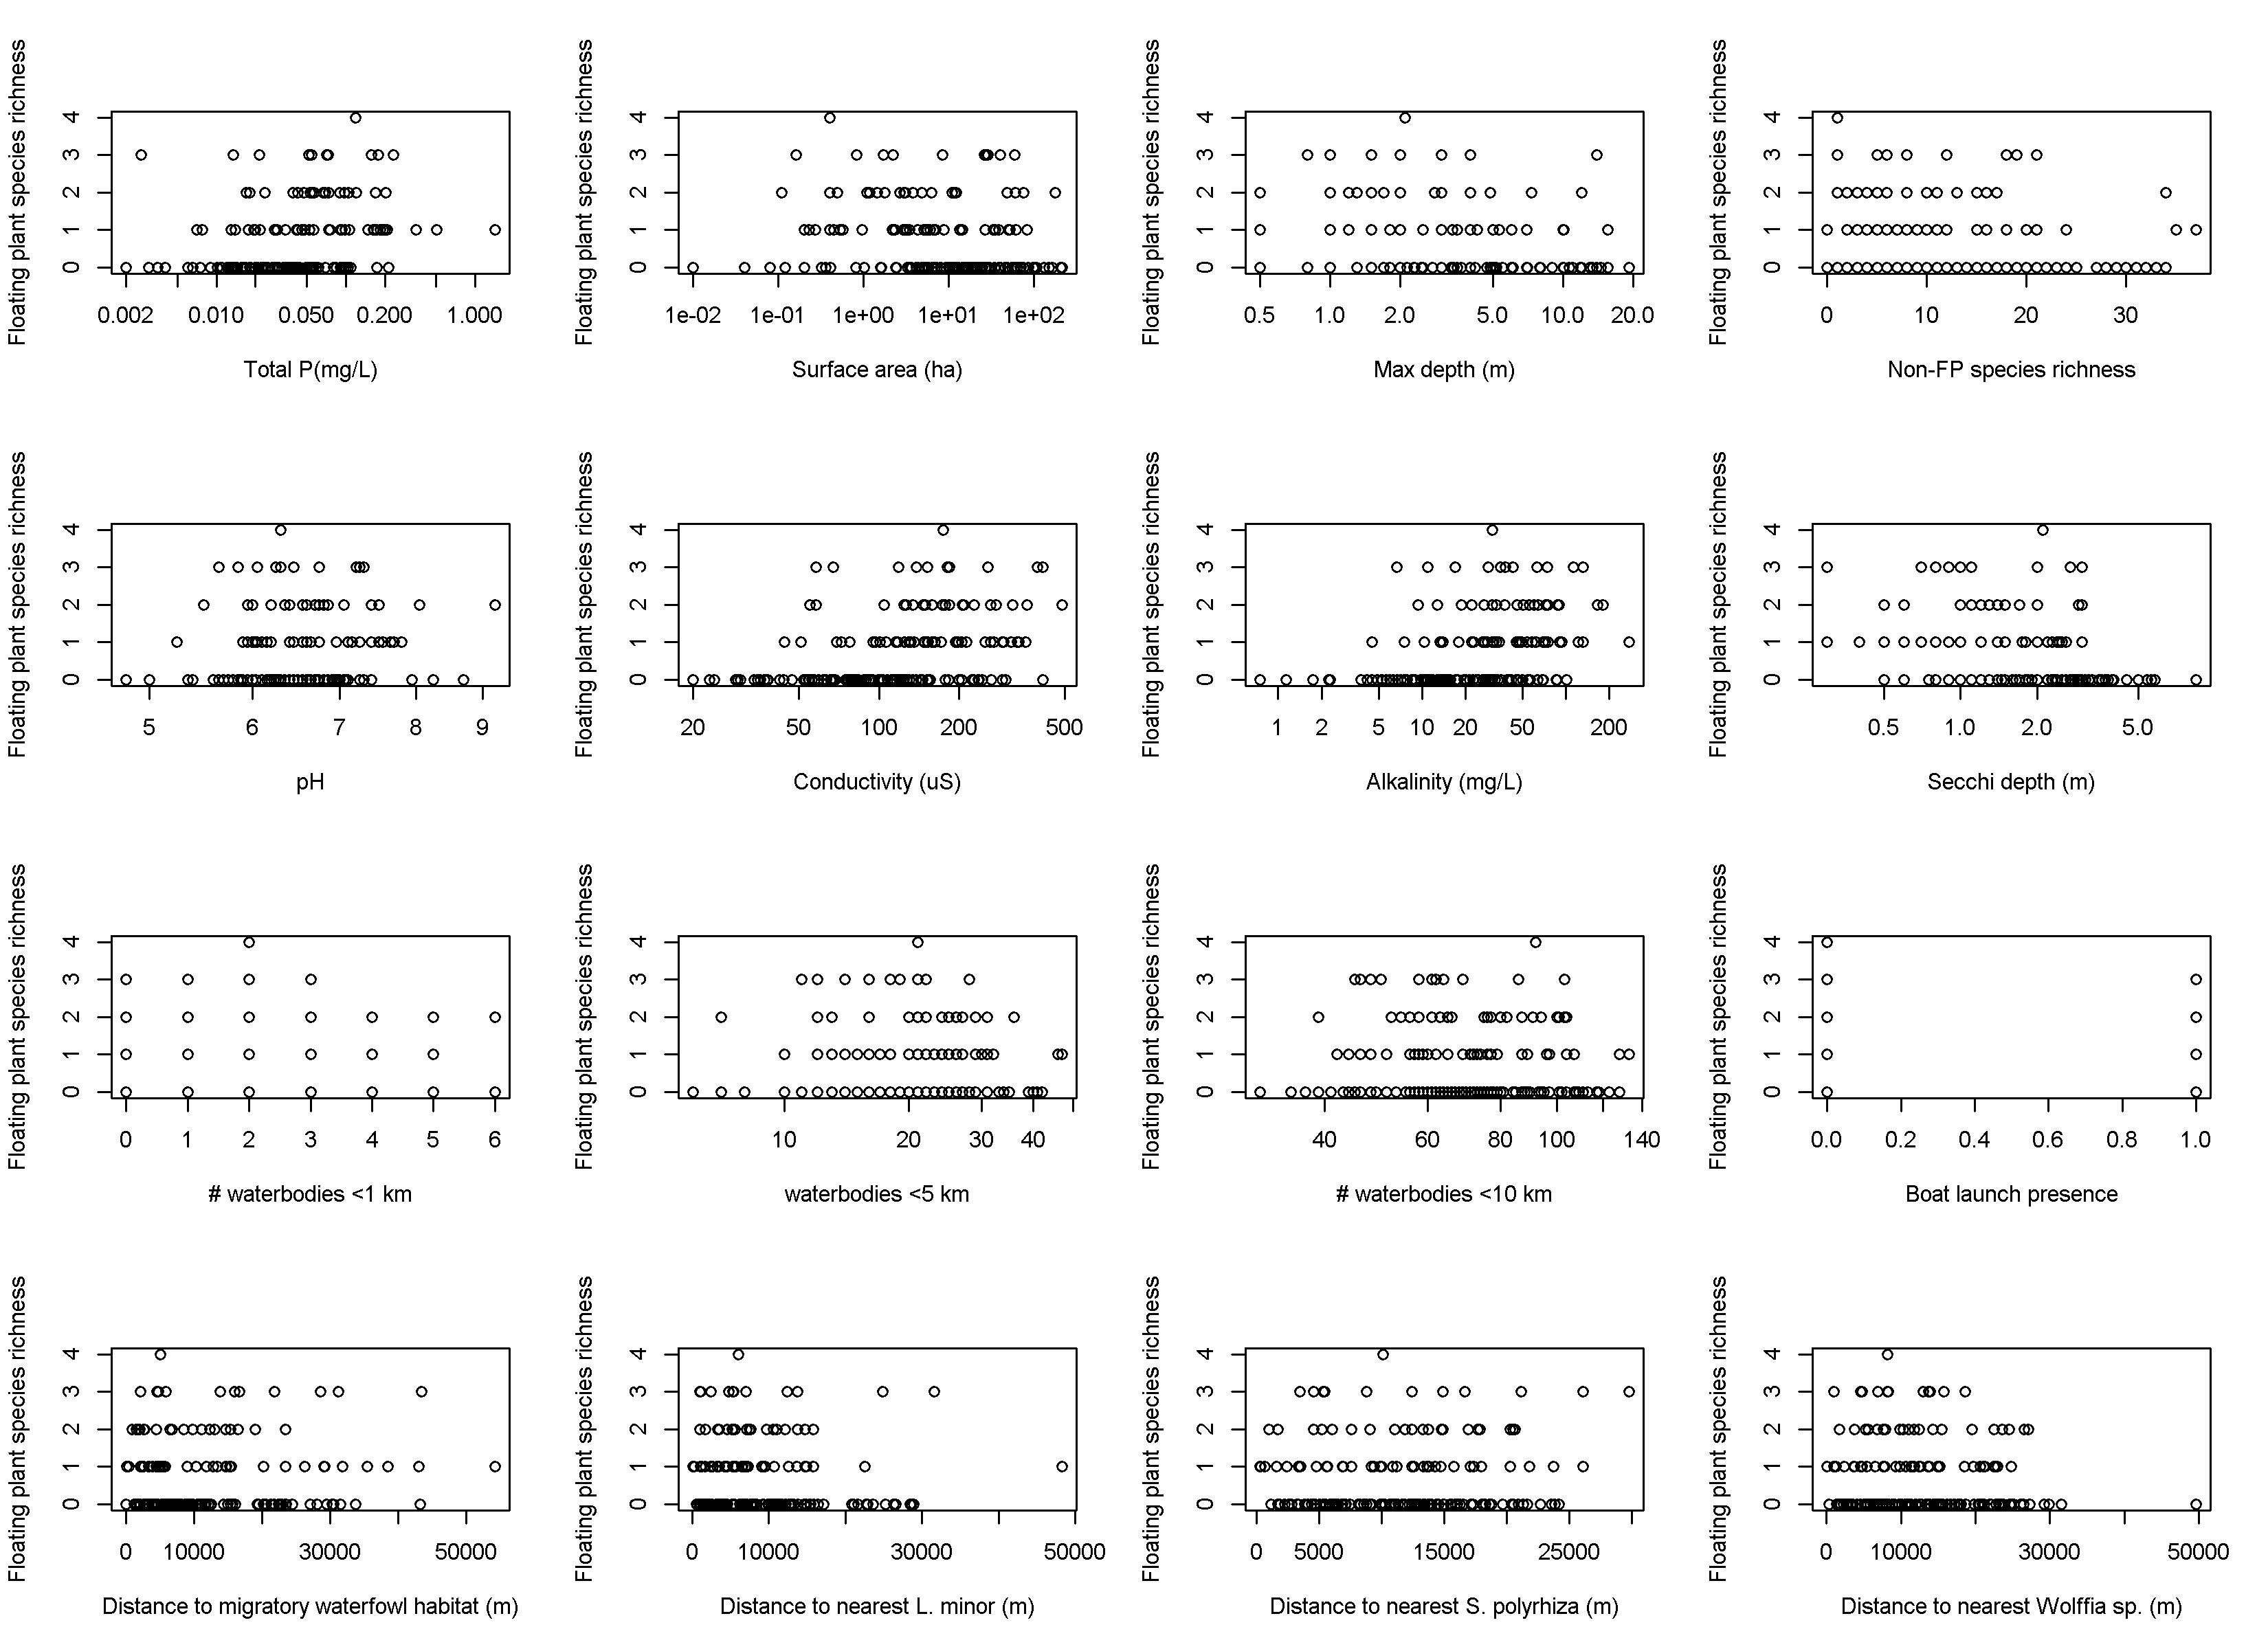 Floating plant species richness
4
3
2
1
0
0.002 0.010 0.050 0.200 1.000
Total P(mg/L)
Floating plant species richness
4
3
2
1
0
1e-02 1e-01 1e+00 1e+01 1e+02
Surface area (ha)
Floating plant species richness
4
3
2
1
0
0.5 1.0 2.0 5.0 10.0 20.0
Max depth (m)
Floating plant species richness
4
3
2
1
0
0 10 20 30
Non-FP species richness
Floating plant species richness
4
3
2
1
0
5 6 7 8 9
pH
Floating plant species richness
4
3
2
1
0
20 50 100 200 500
Conductivity (uS)
Floating plant species richness
4
3
2
1
0
1 2 5 10 20 50 200
Alkalinity (mg/L)
Floating plant species richness
4
3
2
1
0
0.5 1.0 2.0 5.0
Secchi depth (m)
Floating plant species richness
4
3
2
1
0
0 1 2 3 4 5 6
# waterbodies <1 km
Floating plant species richness
4
3
2
1
0
10 20 30 40
waterbodies <5 km
Floating plant species richness
4
3
2
1
0
40 60 80 100 140
# waterbodies <10 km
Floating plant species richness
4
3
2
1
0
0.0 0.2 0.4 0.6 0.8 1.0
Boat launch presence
Floating plant species richness
4
3
2
1
0
0 10000 30000 50000
Distance to migratory waterfowl habitat (m)
Floating plant species richness
4
3
2
1
0
0 10000 30000 50000
Distance to nearest L. minor (m)
Floating plant species richness
4
3
2
1
0
0 5000 15000 25000
Distance to nearest S. polyrhiza (m)
Floating plant species richness
4
3
2
1
0
0 10000 30000 50000
Distance to nearest Wolffia sp. (m)